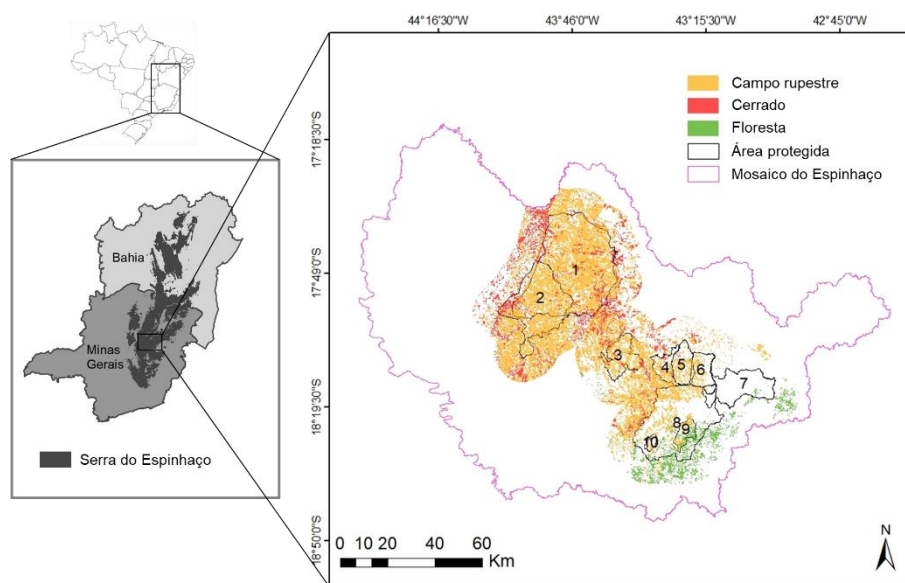 44°16'30"W
43°46'0"W
43°15'30"W
42°45'0"W
17°18'30"S
17°49'0"S
18°19'30"S
18°50'0"S
Campo rupestre
Cerrado
Floresta
Área protegida
Mosaico do Espinhaço
Bahia
Minas
Gerais
Serra do Espinhaço
1
2
3
4
5
6
7
8
9
10
0 10 20 40 60
Km
N